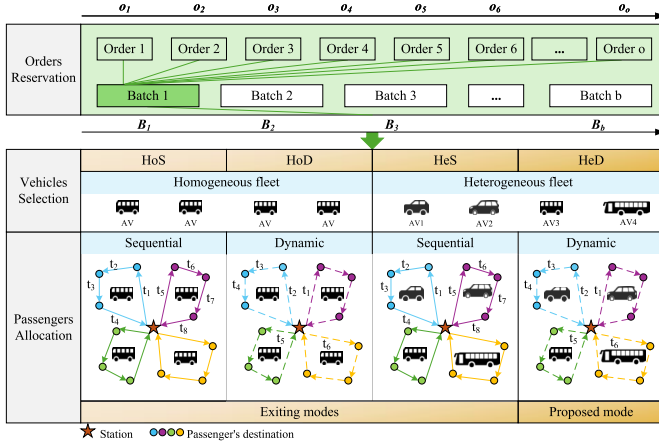 o1 o2 o3 o4 o5 o6 oo
Orders Reservation
Order 1 Order 2 Order 3 Order 4 Order 5 Order 6 ... Order o
Batch 1 Batch 2 Batch 3 ... Batch b
B1 B2 B3 Bb
Vehicles Selection
HoS HoD HeS HeD
Homogeneous fleet Heterogeneous fleet
AV AV AV AV AV1 AV2 AV3 AV4
Passengers Allocation
Sequential Dynamic Sequential Dynamic
t2 t6 t3 t2 t6 t3
t3 t1 t5 t7 t4 t2 t1 t3 t1 t5 t7 t4 t2 t1
t4 t8 t5 t6 t4 t8 t5 t6
Exiting modes Proposed mode
Station Passenger's destination